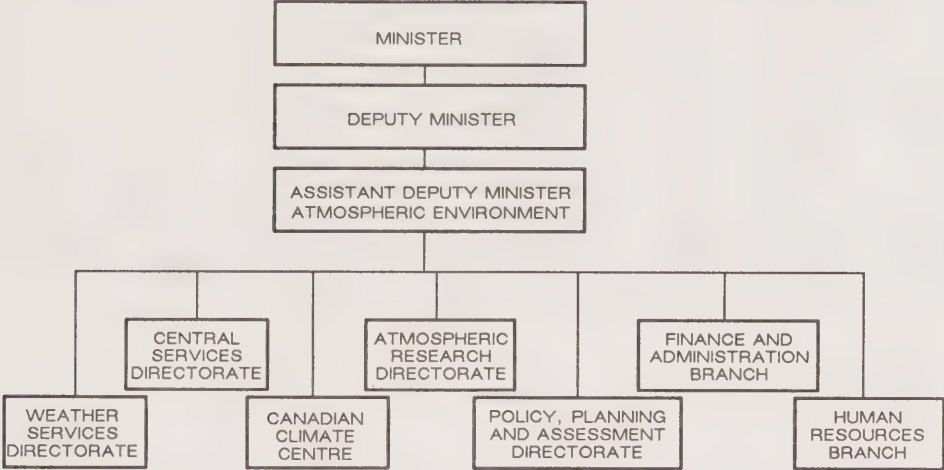 MINISTER
DEPUTY MINISTER
ASSISTANT DEPUTY MINISTER
ATMOSPHERIC ENVIRONMENT
CENTRAL
SERVICES
DIRECTORATE
ATMOSPHERIC
RESEARCH
DIRECTORATE
FINANCE AND
ADMINISTRATION
BRANCH
WEATHER
SERVICES
DIRECTORATE
CANADIAN
CLIMATE
CENTRE
POLICY, PLANNING
AND ASSESSMENT
DIRECTORATE
HUMAN
RESOURCES
BRANCH